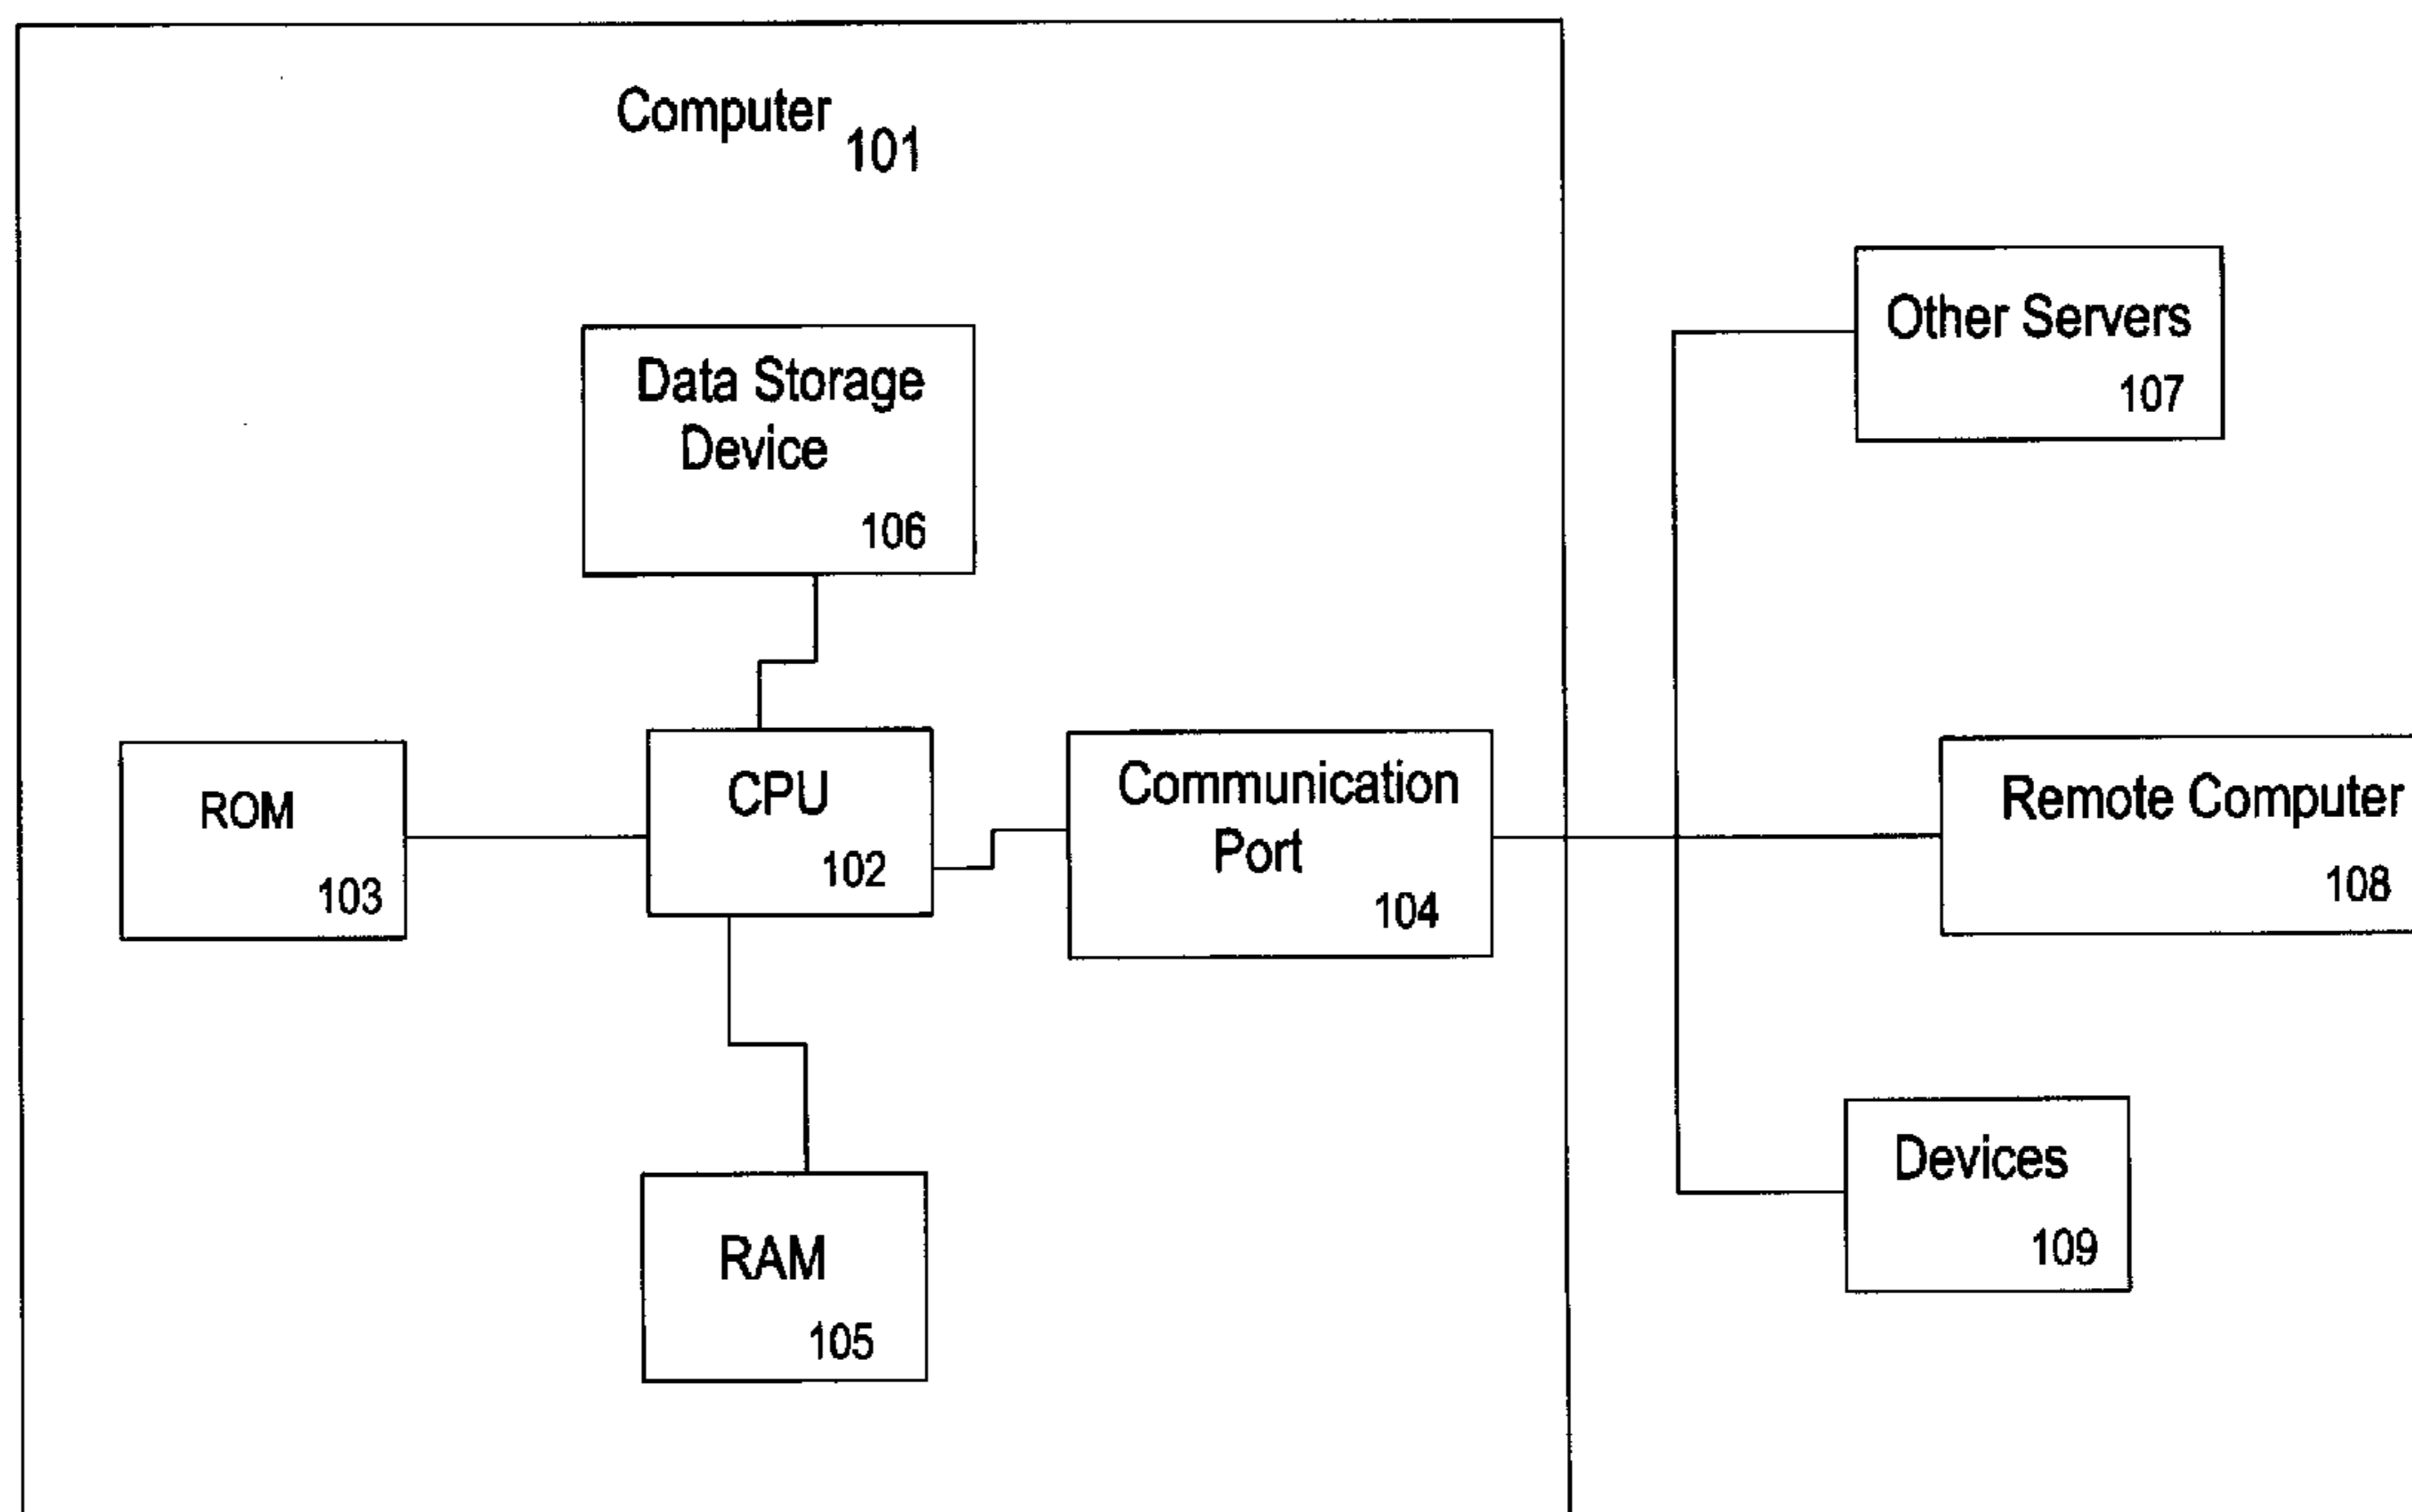 Computer
101
Data Storage
Device
106
Other Servers
107
ROM
103
CPU
102
Communication
Port
104
Remote Computer
108
RAM
105
Devices
109